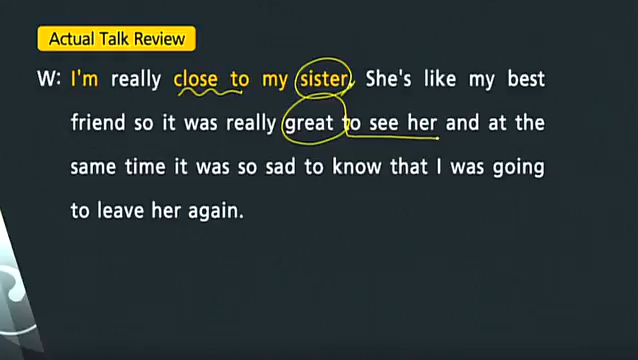 Actual Talk Review
W: I'm really close to my sister. She's like my best
friend so it was really great to see her and at the
same time it was so sad to know that I was going
to leave her again.